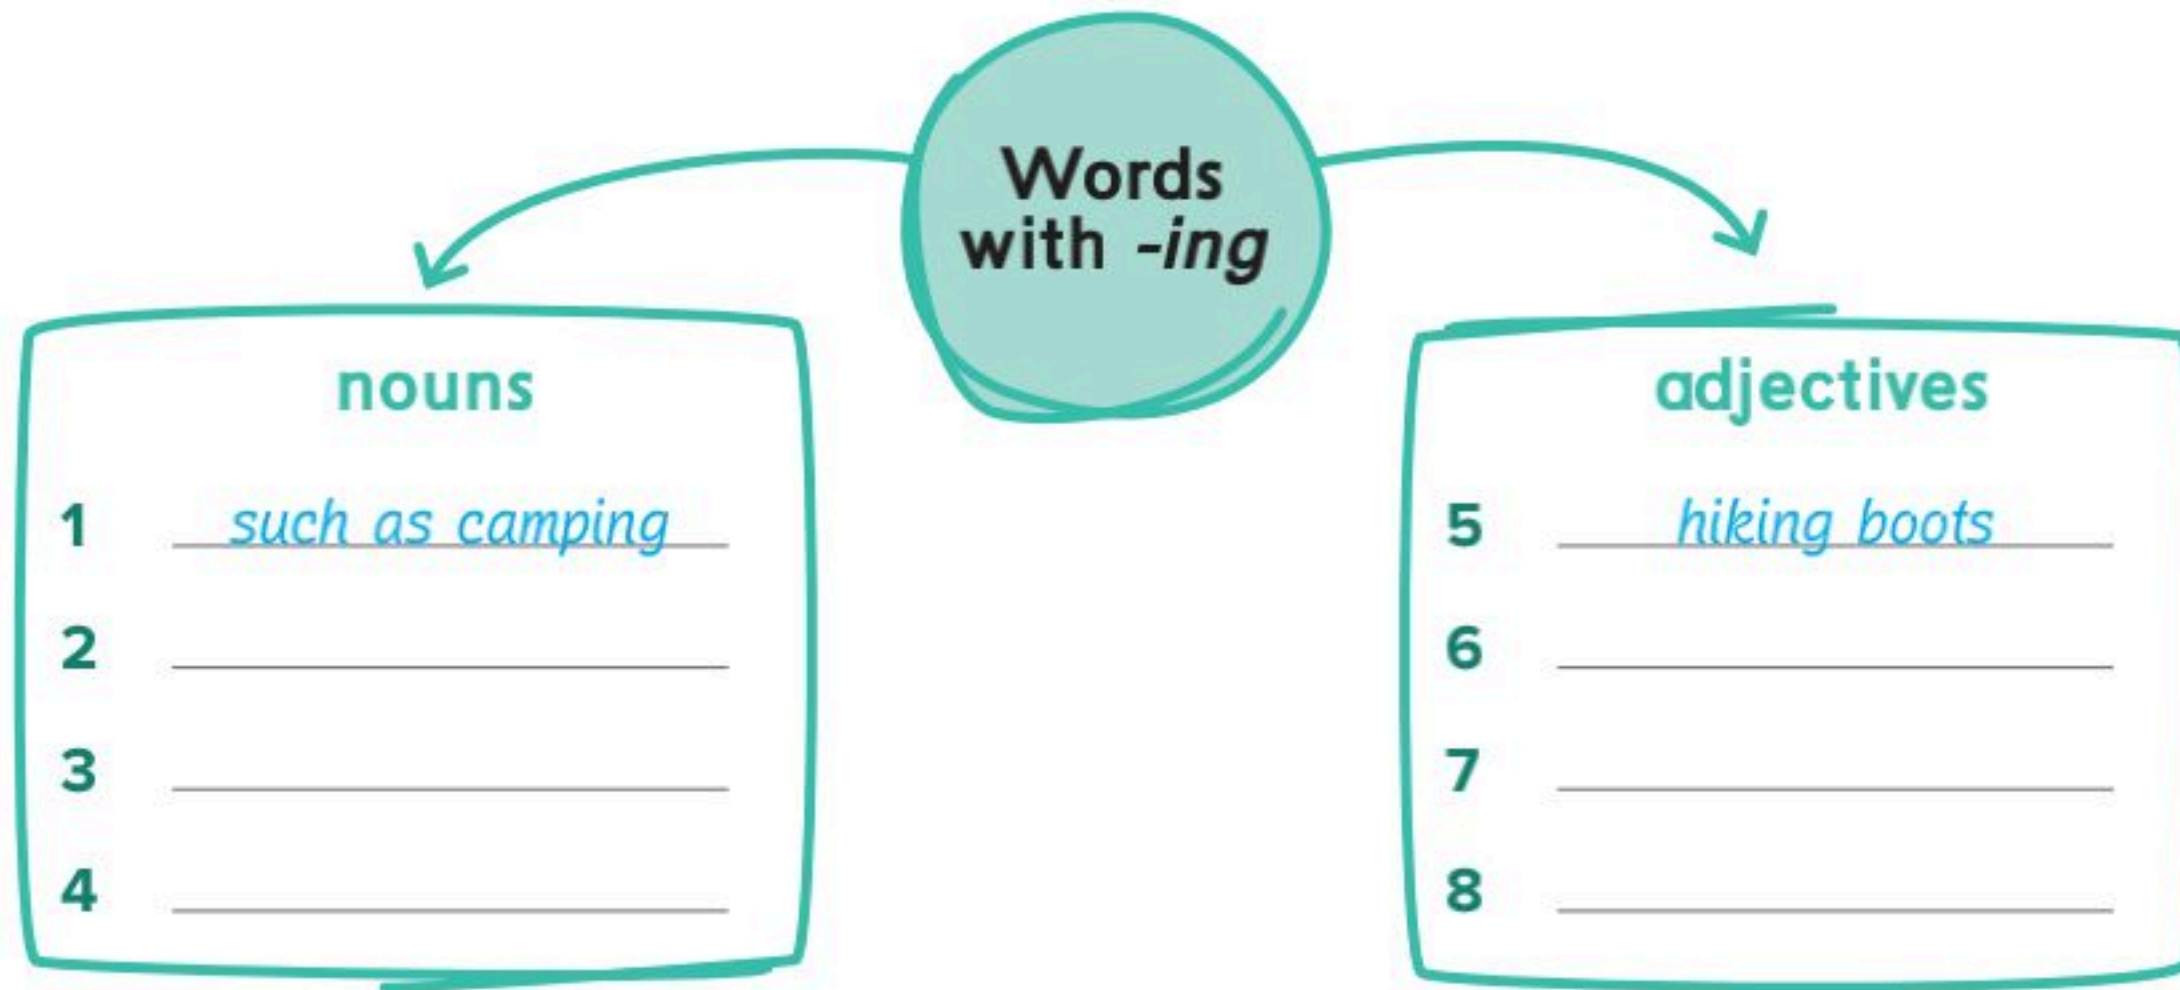 Words
with -ing
nouns
1 such as camping
2
3
4
adjectives
5 hiking boots
6
7
8